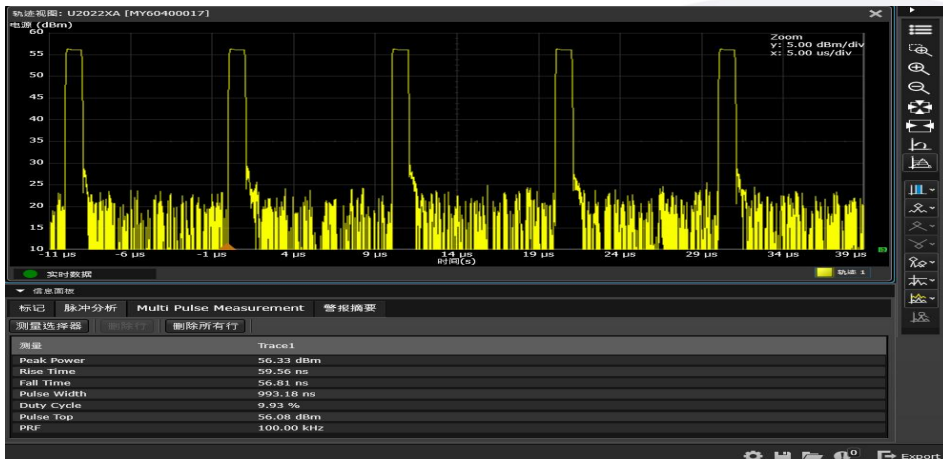 轨迹视图: U2022XA [MY60400017]
电源 (dBm)
Zoom
y: 5.00 dBm/div
x: 5.00 us/div
60
55
50
45
40
35
30
25
20
15
10
-11 μs -6 μs -1 μs 4 μs 9 μs 14 μs 19 μs 24 μs 29 μs 34 μs 39 μs
时间(s)
实时数据 轨迹 1
信息面板
标记 脉冲分析 Multi Pulse Measurement 警报摘要
测量选择器 删除行 删除所有行
测量 Trace1
Peak Power 56.33 dBm
Rise Time 59.56 ns
Fall Time 56.81 ns
Pulse Width 993.18 ns
Duty Cycle 9.93 %
Pulse Top 56.08 dBm
PRF 100.00 kHz
Export